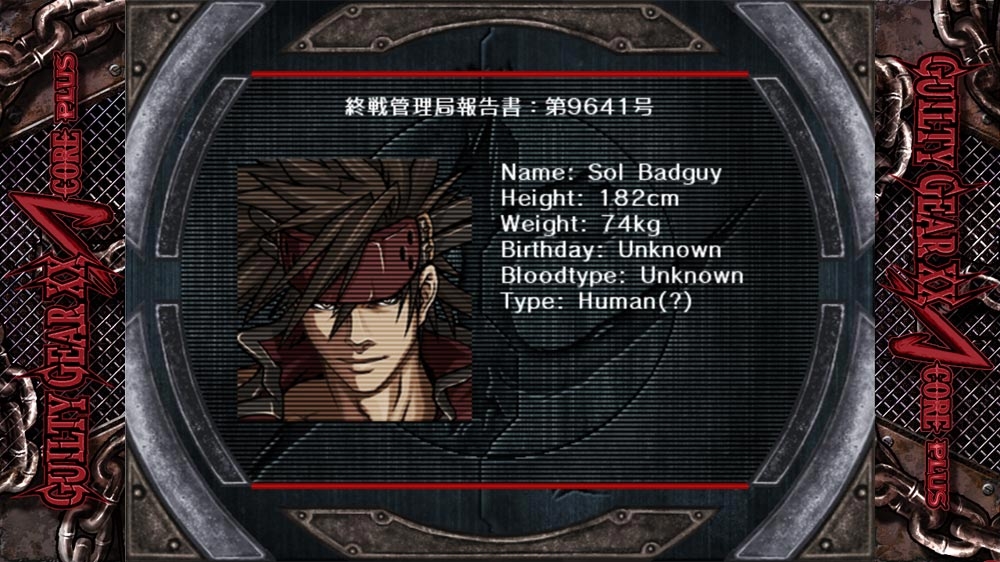 終戦管理局報告書：第9641号
Name: Sol Badguy
Height: 182cm
Weight: 74kg
Birthday: Unknown
Bloodtype: Unknown
Type: Human(?)
GUILTY GEAR XX Λ CORE PLUS
GUILTY GEAR XX Λ CORE PLUS